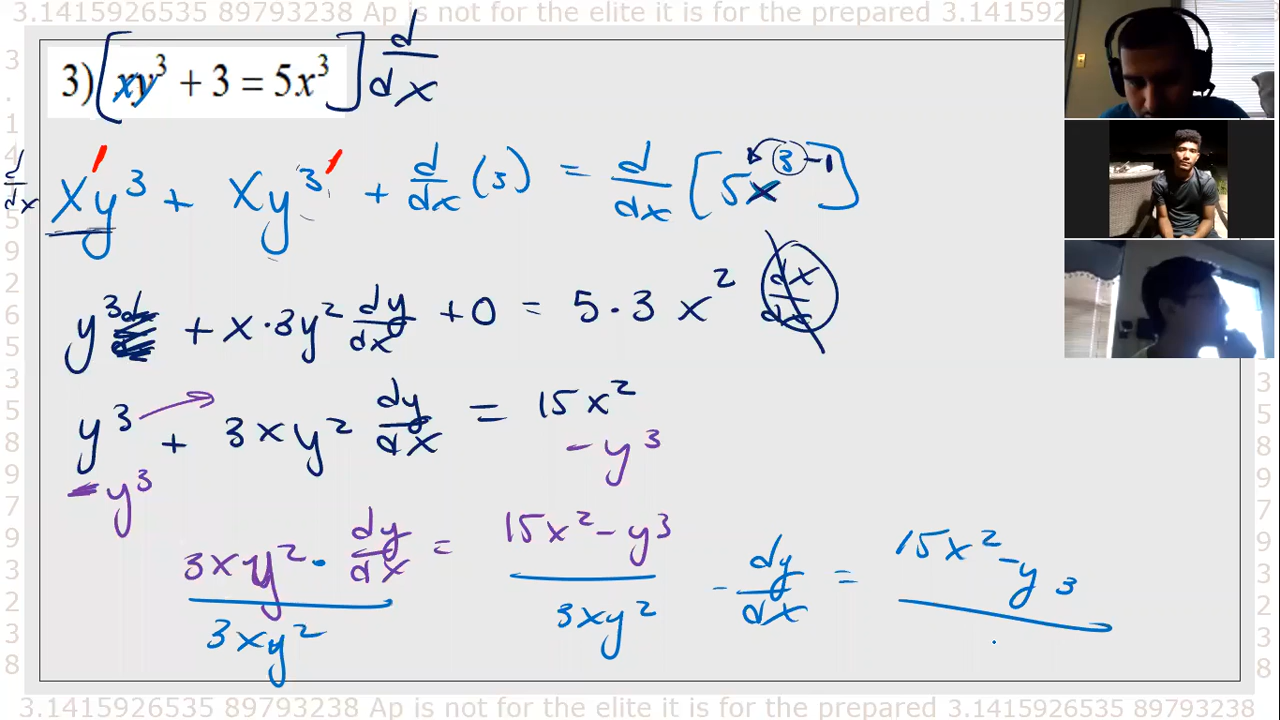 3.1415926535 89793238 Ap is not for the elite it is for the prepared 3.1415926535
3) [xy³ + 3 = 5x³] d/dx
d/dx x'y³ + xy³' + d/dx (3) = d/dx [5x³⁻¹]
y³ + x·3y² dy/dx + 0 = 5·3 x² dx/dx
y³ + 3xy² dy/dx = 15x²
-y³ -y³
3xy² · dy/dx / 3xy² = 15x² - y³ / 3xy² - dy/dx = 15x² - y³
3.1415926535 89793238 Ap is not for the elite it is for the prepared 3.1415926535